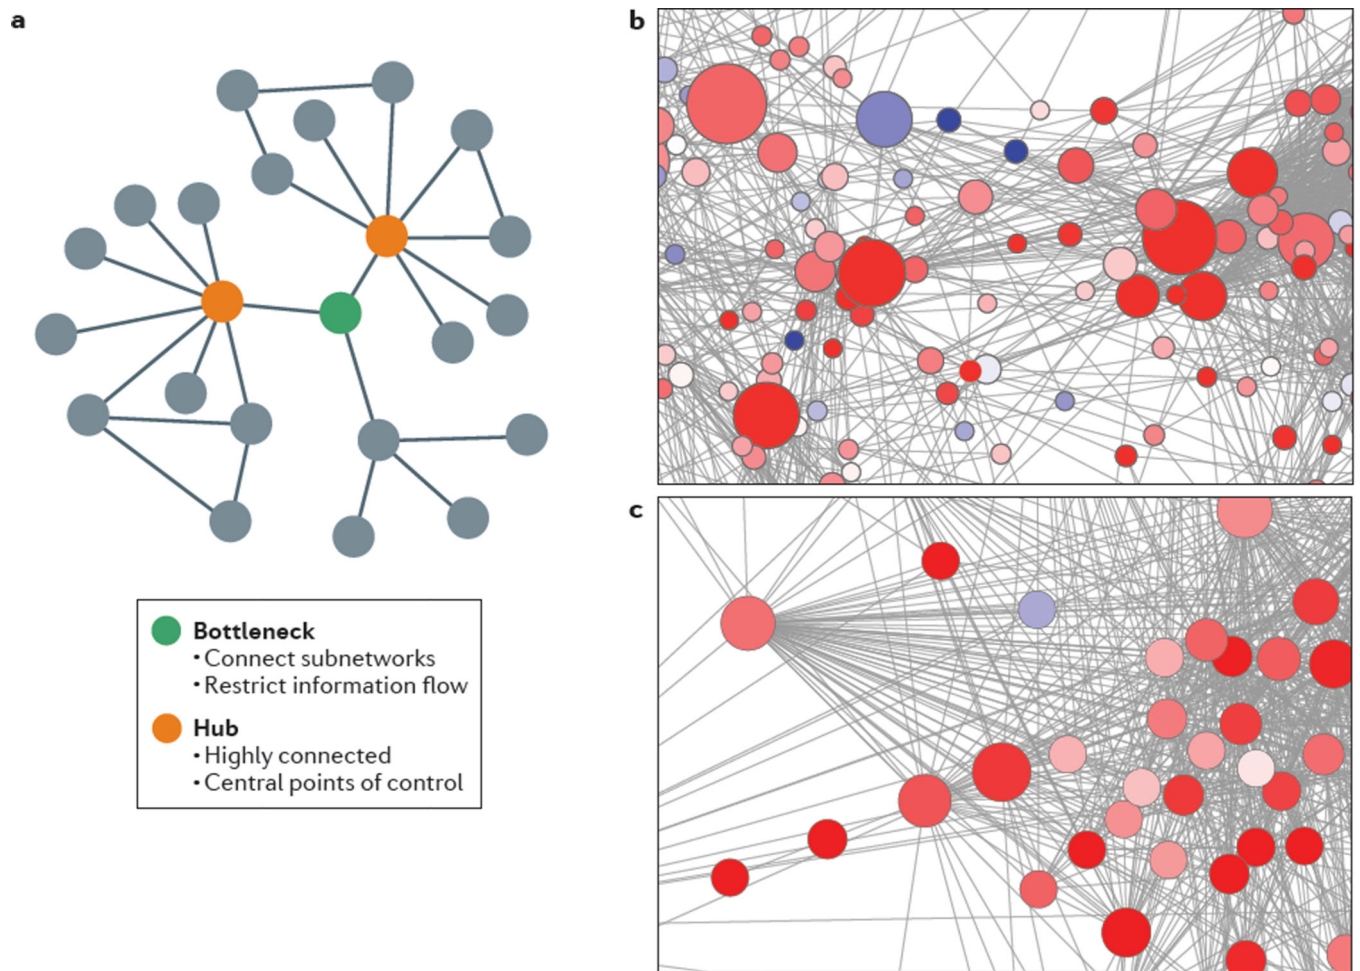 a
b
c
Bottleneck
• Connect subnetworks
• Restrict information flow
Hub
• Highly connected
• Central points of control